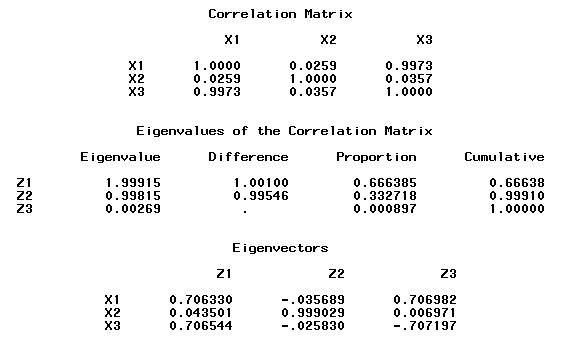 Correlation Matrix
X1 X2 X3
X1 1.0000 0.0259 0.9973
X2 0.0259 1.0000 0.0357
X3 0.9973 0.0357 1.0000
Eigenvalues of the Correlation Matrix
Eigenvalue Difference Proportion Cumulative
Z1 1.99915 1.00100 0.666385 0.66638
Z2 0.99815 0.99546 0.332718 0.99910
Z3 0.00269 . 0.000897 1.00000
Eigenvectors
Z1 Z2 Z3
X1 0.706330 -.035689 0.706982
X2 0.043501 0.999029 0.006971
X3 0.706544 -.025830 -.707197